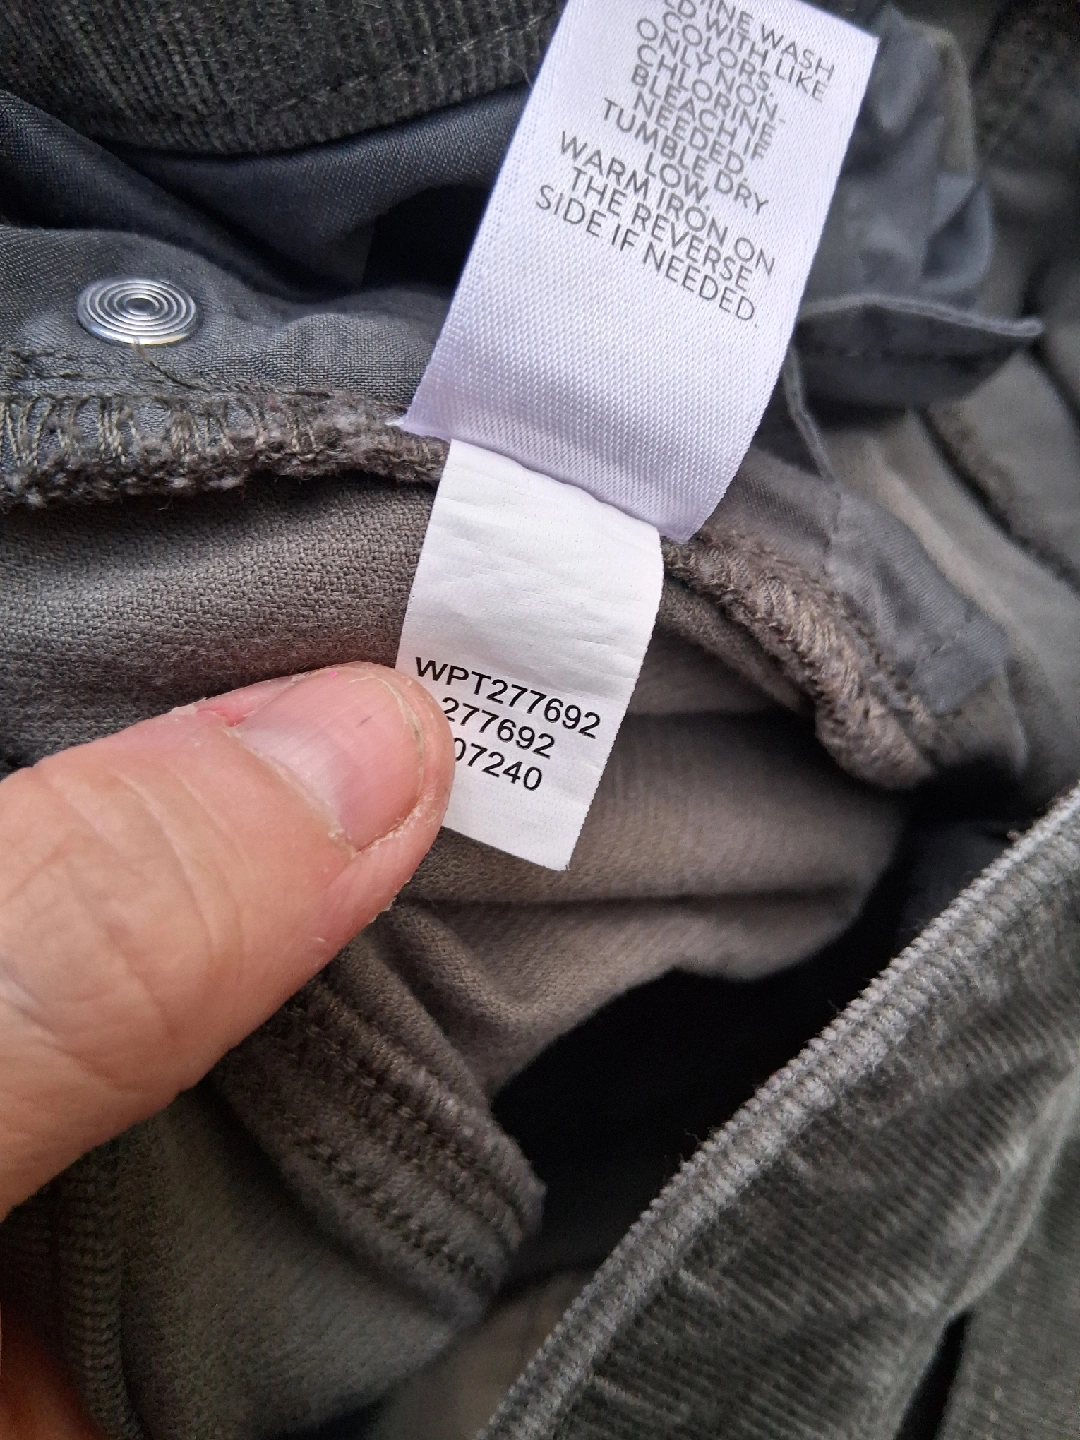 WASH
WITH LIKE
COLORS.
ONLY NON-
CHLORINE
BLEACH IF
NEEDED.
TUMBLE DRY
LOW.
WARM IRON ON
THE REVERSE
SIDE IF NEEDED.
WPT277692
277692
07240